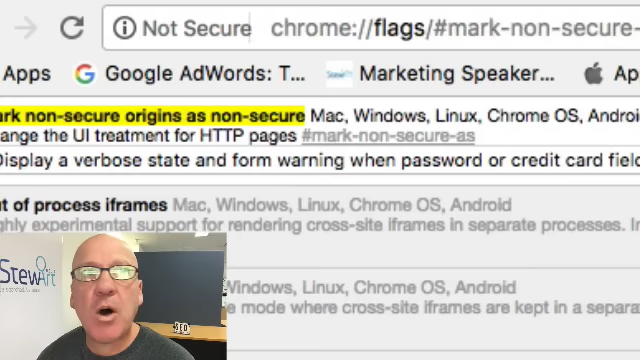 Not Secure chrome://flags/#mark-non-secure-
Apps Google AdWords: T... StewArt Marketing Speaker... Ap
ark non-secure origins as non-secure Mac, Windows, Linux, Chrome OS, Android
ange the UI treatment for HTTP pages #mark-non-secure-as
Display a verbose state and form warning when password or credit card field
ut of process iframes Mac, Windows, Linux, Chrome OS, Android
ghly experimental support for rendering cross-site iframes in separate processes. In
Windows, Linux, Chrome OS, Android
e mode where cross-site iframes are kept in a separat
StewArt
SEO